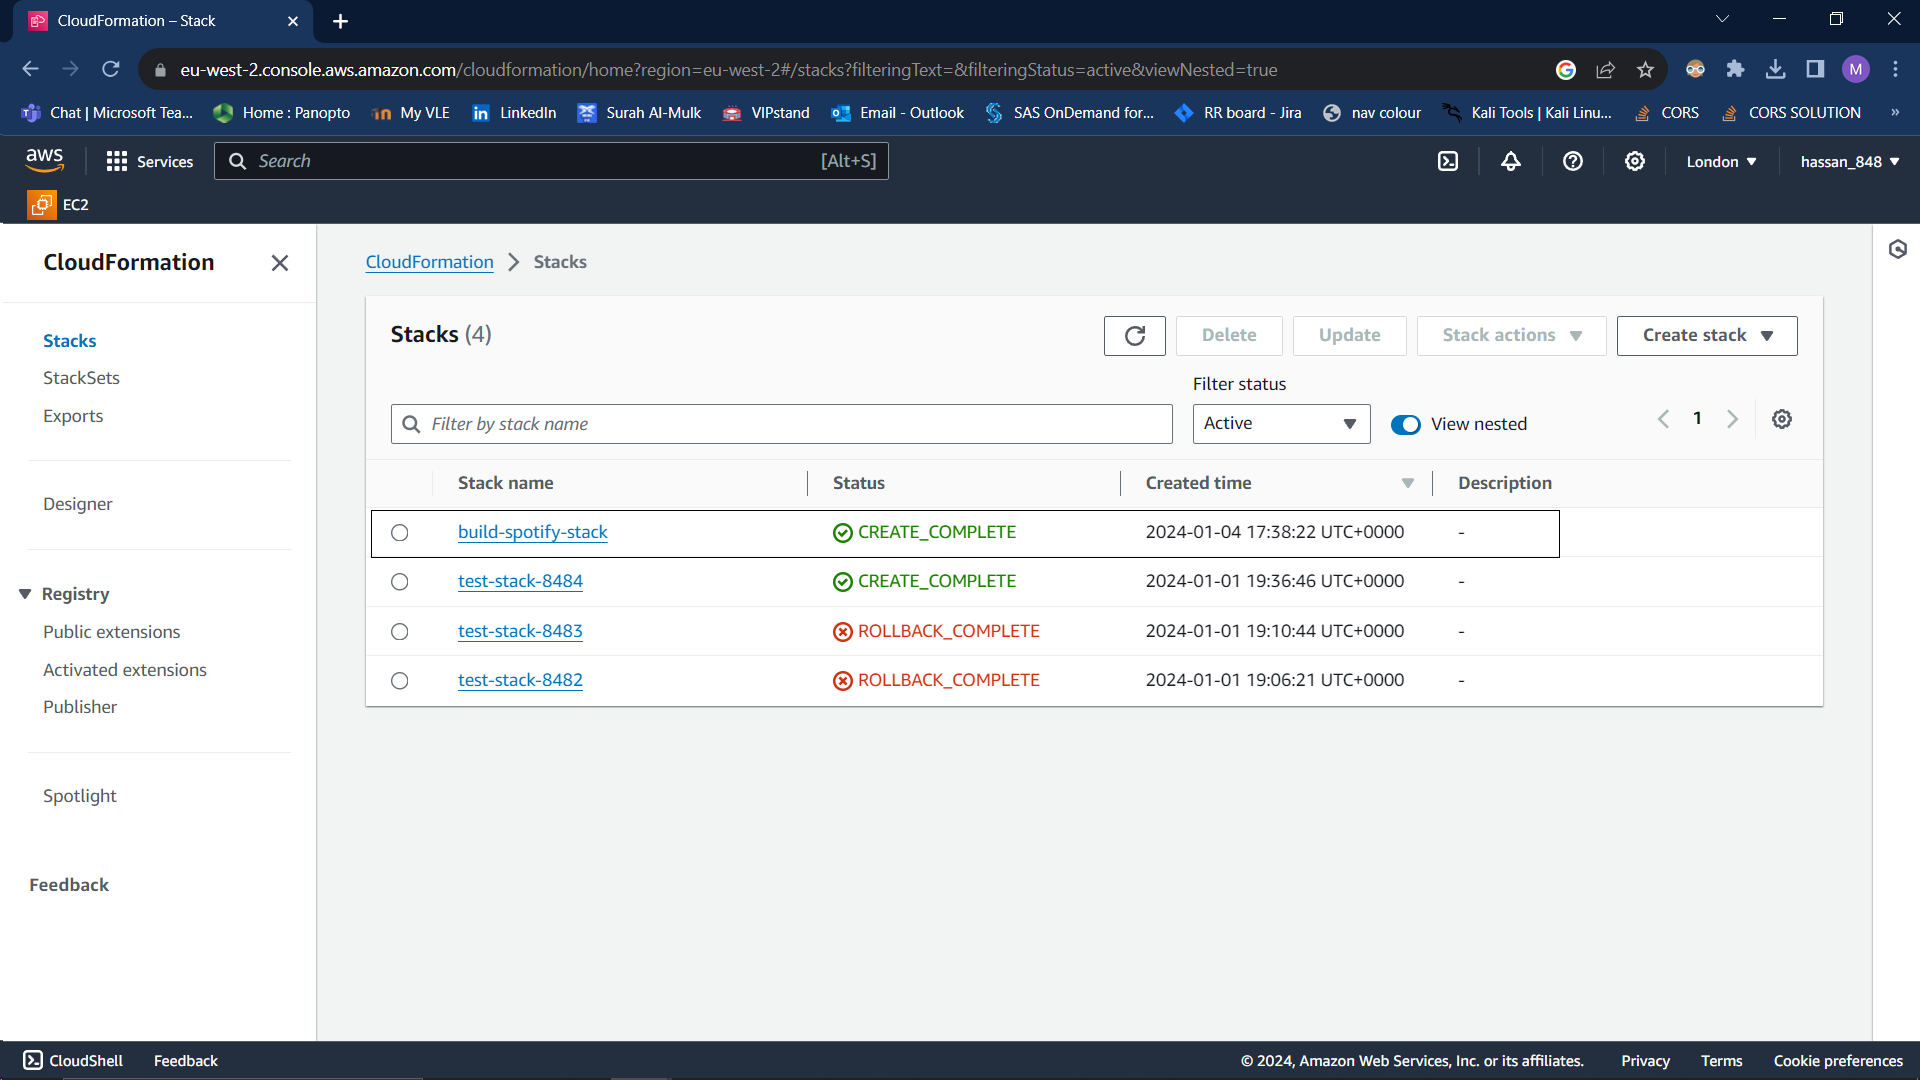 CloudFormation – Stack
eu-west-2.console.aws.amazon.com/cloudformation/home?region=eu-west-2#/stacks?filteringText=&filteringStatus=active&viewNested=true
M
Chat | Microsoft Tea... Home : Panopto My VLE LinkedIn Surah Al-Mulk VIPstand Email - Outlook SAS OnDemand for... RR board - Jira nav colour Kali Tools | Kali Linu... CORS CORS SOLUTION »
aws Services Search [Alt+S] London hassan_848
EC2
CloudFormation
Stacks
StackSets
Exports
Designer
Registry
Public extensions
Activated extensions
Publisher
Spotlight
Feedback
CloudFormation > Stacks
Stacks (4) Delete Update Stack actions Create stack
Filter status
Filter by stack name Active View nested 1
Stack name Status Created time Description
build-spotify-stack CREATE_COMPLETE 2024-01-04 17:38:22 UTC+0000 -
test-stack-8484 CREATE_COMPLETE 2024-01-01 19:36:46 UTC+0000 -
test-stack-8483 ROLLBACK_COMPLETE 2024-01-01 19:10:44 UTC+0000 -
test-stack-8482 ROLLBACK_COMPLETE 2024-01-01 19:06:21 UTC+0000 -
CloudShell Feedback © 2024, Amazon Web Services, Inc. or its affiliates. Privacy Terms Cookie preferences